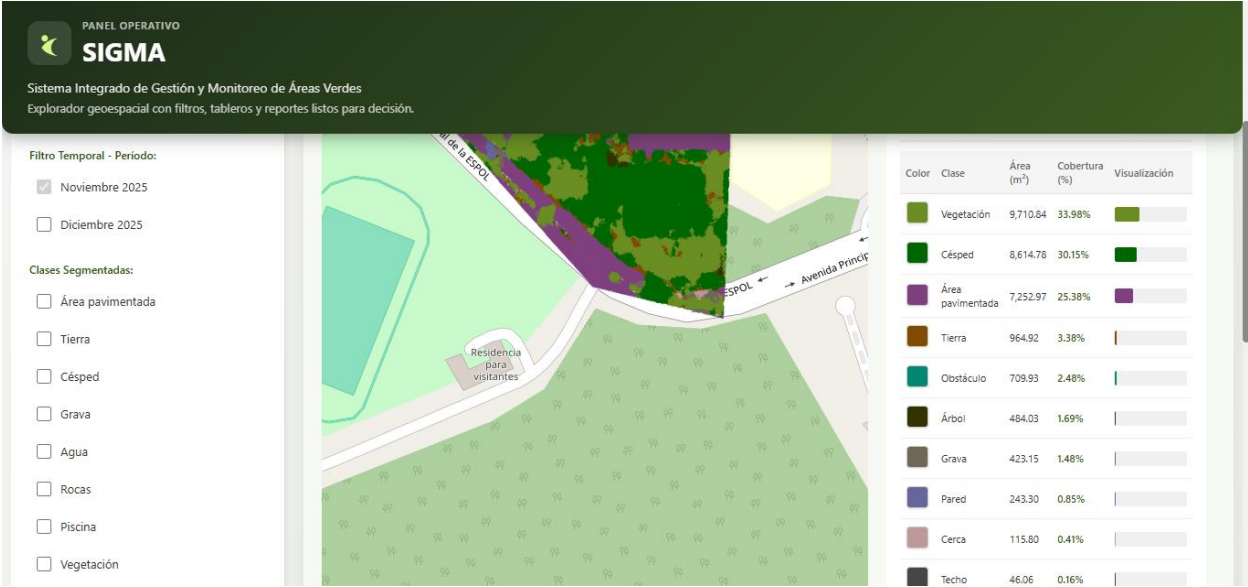 PANEL OPERATIVO
SIGMA
Sistema Integrado de Gestión y Monitoreo de Áreas Verdes
Explorador geoespacial con filtros, tableros y reportes listos para decisión.
Filtro Temporal - Período:
Noviembre 2025
Diciembre 2025
Clases Segmentadas:
Área pavimentada
Tierra
Césped
Grava
Agua
Rocas
Piscina
Vegetación
al de la ESPOL
ESPOL
Avenida Princip
Residencia
para
visitantes
Color Clase Área (m²) Cobertura (%) Visualización
Vegetación 9,710.84 33.98%
Césped 8,614.78 30.15%
Área pavimentada 7,252.97 25.38%
Tierra 964.92 3.38%
Obstáculo 709.93 2.48%
Árbol 484.03 1.69%
Grava 423.15 1.48%
Pared 243.30 0.85%
Cerca 115.80 0.41%
Techo 46.06 0.16%